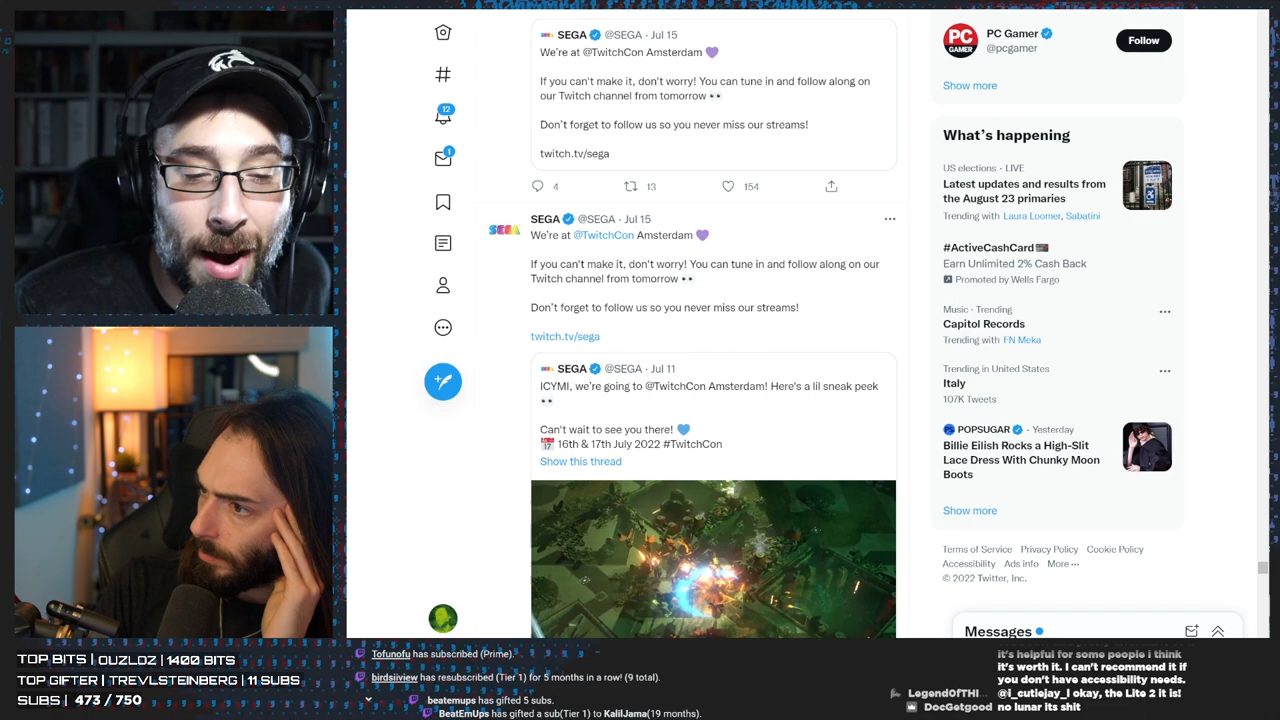 SEGA @SEGA · Jul 15
We're at @TwitchCon Amsterdam 💜
If you can't make it, don't worry! You can tune in and follow along on
our Twitch channel from tomorrow 👀
Don't forget to follow us so you never miss our streams!
twitch.tv/sega
4 13 154
SEGA
SEGA @SEGA · Jul 15
We're at @TwitchCon Amsterdam 💜
If you can't make it, don't worry! You can tune in and follow along on our
Twitch channel from tomorrow 👀
Don't forget to follow us so you never miss our streams!
twitch.tv/sega
SEGA @SEGA · Jul 11
ICYMI, we're going to @TwitchCon Amsterdam! Here's a lil sneak peek
👀
Can't wait to see you there! 💙
📅 16th & 17th July 2022 #TwitchCon
Show this thread
12
1
PC GAMER
PC Gamer
@pcgamer
Follow
Show more
What's happening
US elections · LIVE
Latest updates and results from
the August 23 primaries
Trending with Laura Loomer, Sabatini
#ActiveCashCard
Earn Unlimited 2% Cash Back
Promoted by Wells Fargo
Music · Trending
Capitol Records
Trending with FN Meka
Trending in United States
Italy
107K Tweets
POPSUGAR · Yesterday
Billie Eilish Rocks a High-Slit
Lace Dress With Chunky Moon
Boots
Show more
Terms of Service Privacy Policy Cookie Policy
Accessibility Ads info More ···
© 2022 Twitter, Inc.
Messages
TOP BITS | OUZLDZ | 1400 BITS
TOP GIFTER | TREVLSTEINBERG | 11 SUBS
SUBS | 473 / 750
Tofunofu has subscribed (Prime).
birdsiiview has resubscribed (Tier 1) for 5 months in a row! (9 total).
beatemups has gifted 5 subs.
BeatEmUps has gifted a sub(Tier 1) to KalilJama(19 months).
it's helpful for some people i think
it's worth it. I can't recommend it if
you don't have accessibility needs.
LegendOfTHI... @i_cutiejay_i okay, the Lite 2 it is!
DocGetgood no lunar its shit